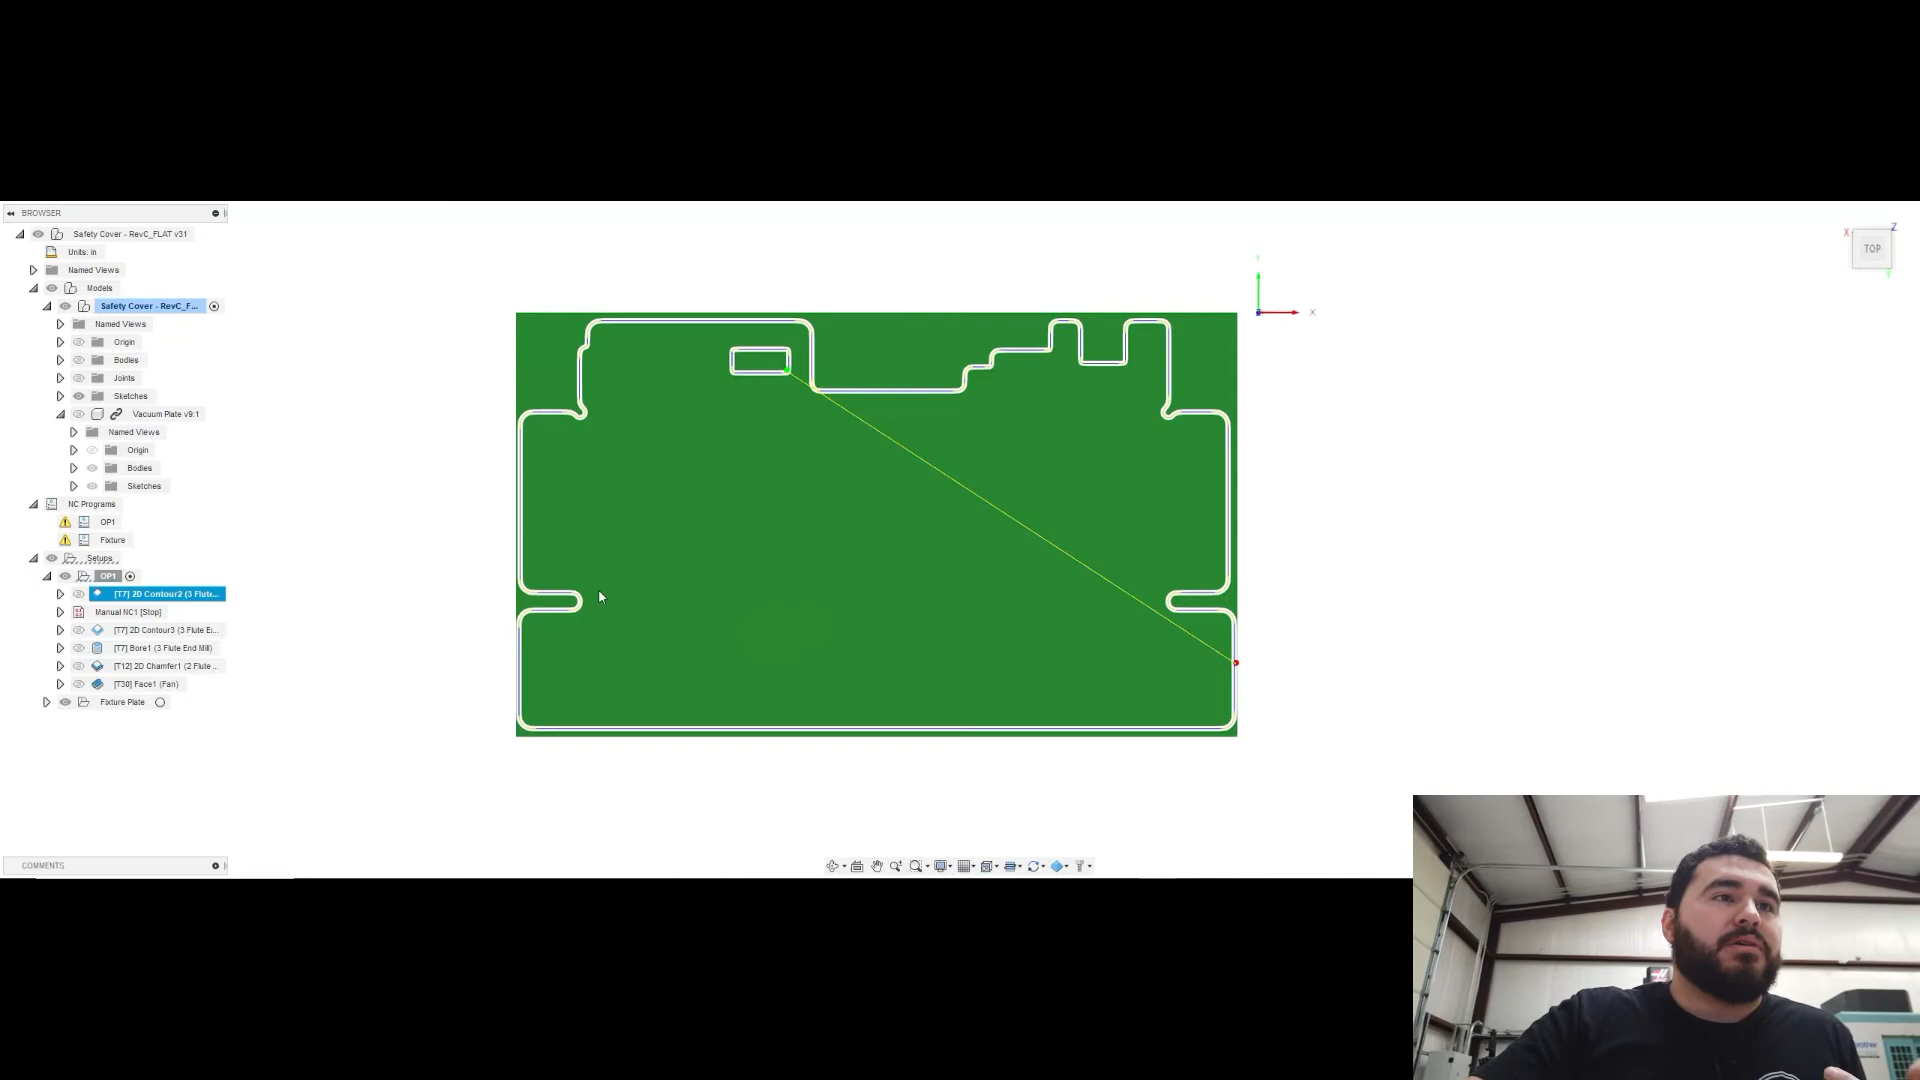 BROWSER
Safety Cover - RevC_FLAT v31
Units: in
Named Views
Models
Safety Cover - RevC_F...
Named Views
Origin
Bodies
Joints
Sketches
Vacuum Plate v9:1
Named Views
Origin
Bodies
Sketches
NC Programs
OP1
Fixture
Setups
OP1
[T7] 2D Contour2 (3 Flute...
Manual NC1 [Stop]
[T7] 2D Contour3 (3 Flute E...
[T7] Bore1 (3 Flute End Mill)
[T12] 2D Chamfer1 (2 Flute ...
[T30] Face1 (Fan)
Fixture Plate
COMMENTS
Y
X
X
Z
TOP
Y
brother